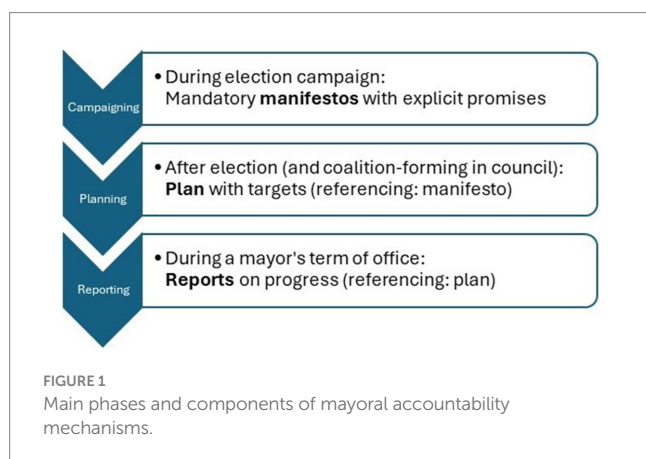 Campaigning
• During election campaign:
Mandatory manifestos with explicit promises
Planning
• After election (and coalition-forming in council):
Plan with targets (referencing: manifesto)
Reporting
• During a mayor's term of office:
Reports on progress (referencing: plan)
FIGURE 1
Main phases and components of mayoral accountability
mechanisms.